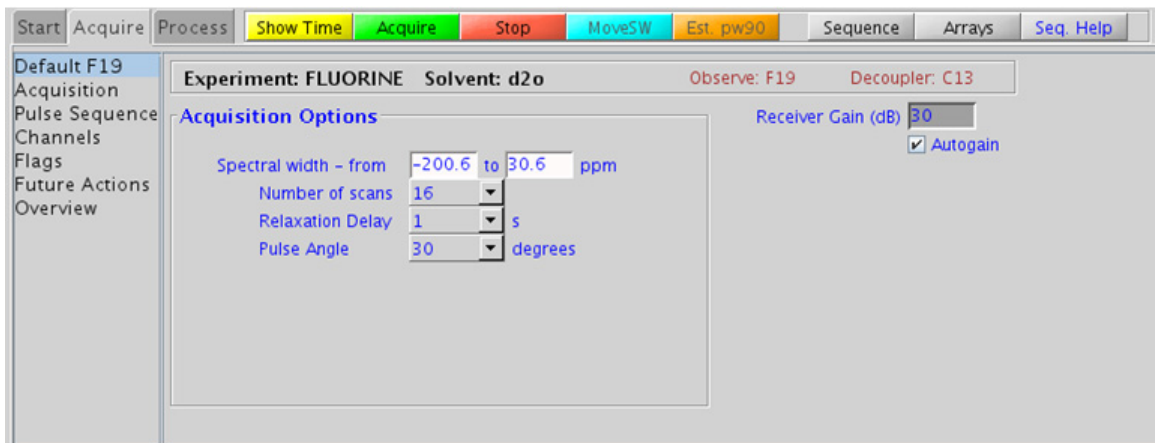 Start Acquire Process Show Time Acquire Stop MoveSW Est. pw90 Sequence Arrays Seq. Help
Default F19
Acquisition
Pulse Sequence
Channels
Flags
Future Actions
Overview
Experiment: FLUORINE Solvent: d2o Observe: F19 Decoupler: C13
Acquisition Options
Spectral width – from -200.6 to 30.6 ppm
Number of scans 16
Relaxation Delay 1 s
Pulse Angle 30 degrees
Receiver Gain (dB) 30
Autogain